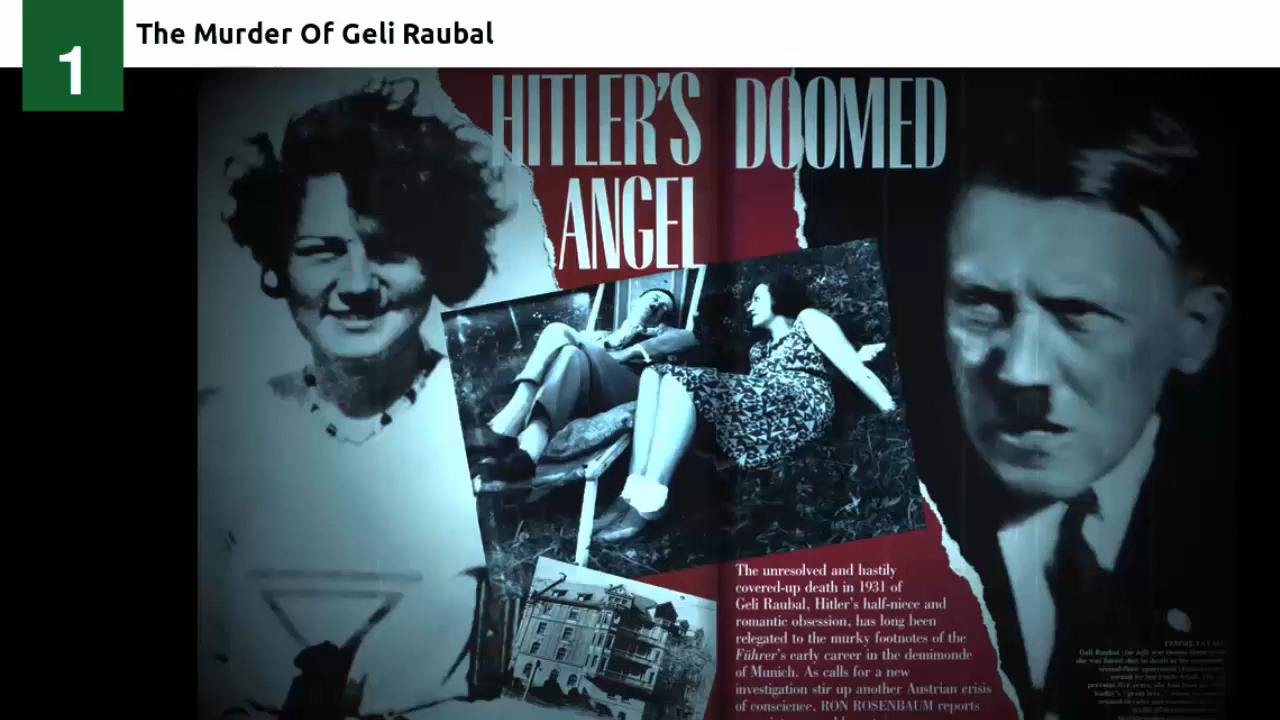 1
The Murder Of Geli Raubal
HITLER'S DOOMED
ANGEL
The unresolved and hastily
covered-up death in 1931 of
Geli Raubal, Hitler's half-niece and
romantic obsession, has long been
relegated to the murky footnotes of the
Führer's early career in the demimonde
of Munich. As calls for a new
investigation stir up another Austrian crisis
of conscience, RON ROSENBAUM reports